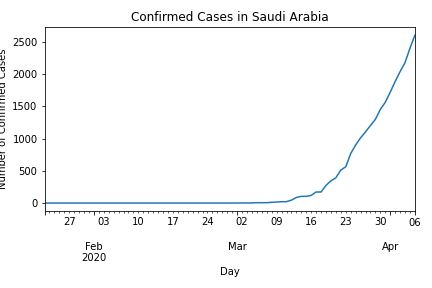 Confirmed Cases in Saudi Arabia
Number of Confirmed Cases
2500
2000
1500
1000
500
0
27 03 10 17 24 02 09 16 23 30 06
Feb Mar Apr
2020
Day